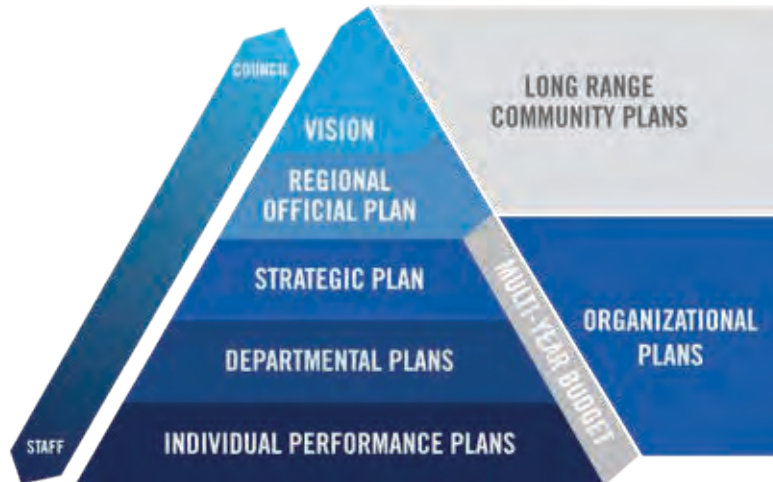 COUNCIL
VISION
REGIONAL
OFFICIAL PLAN
STRATEGIC PLAN
DEPARTMENTAL PLANS
INDIVIDUAL PERFORMANCE PLANS
STAFF
MULTI-YEAR BUDGET
LONG RANGE
COMMUNITY PLANS
ORGANIZATIONAL
PLANS